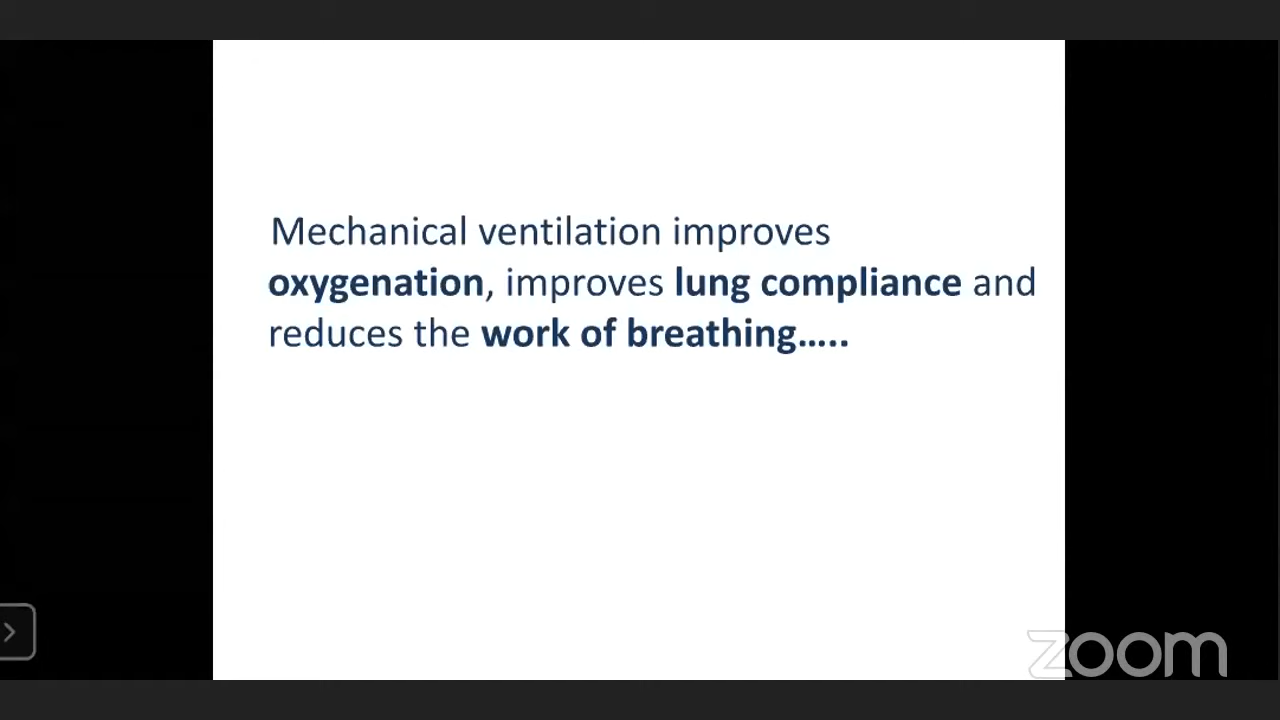 Mechanical ventilation improves
oxygenation, improves lung compliance and
reduces the work of breathing…..
zoom